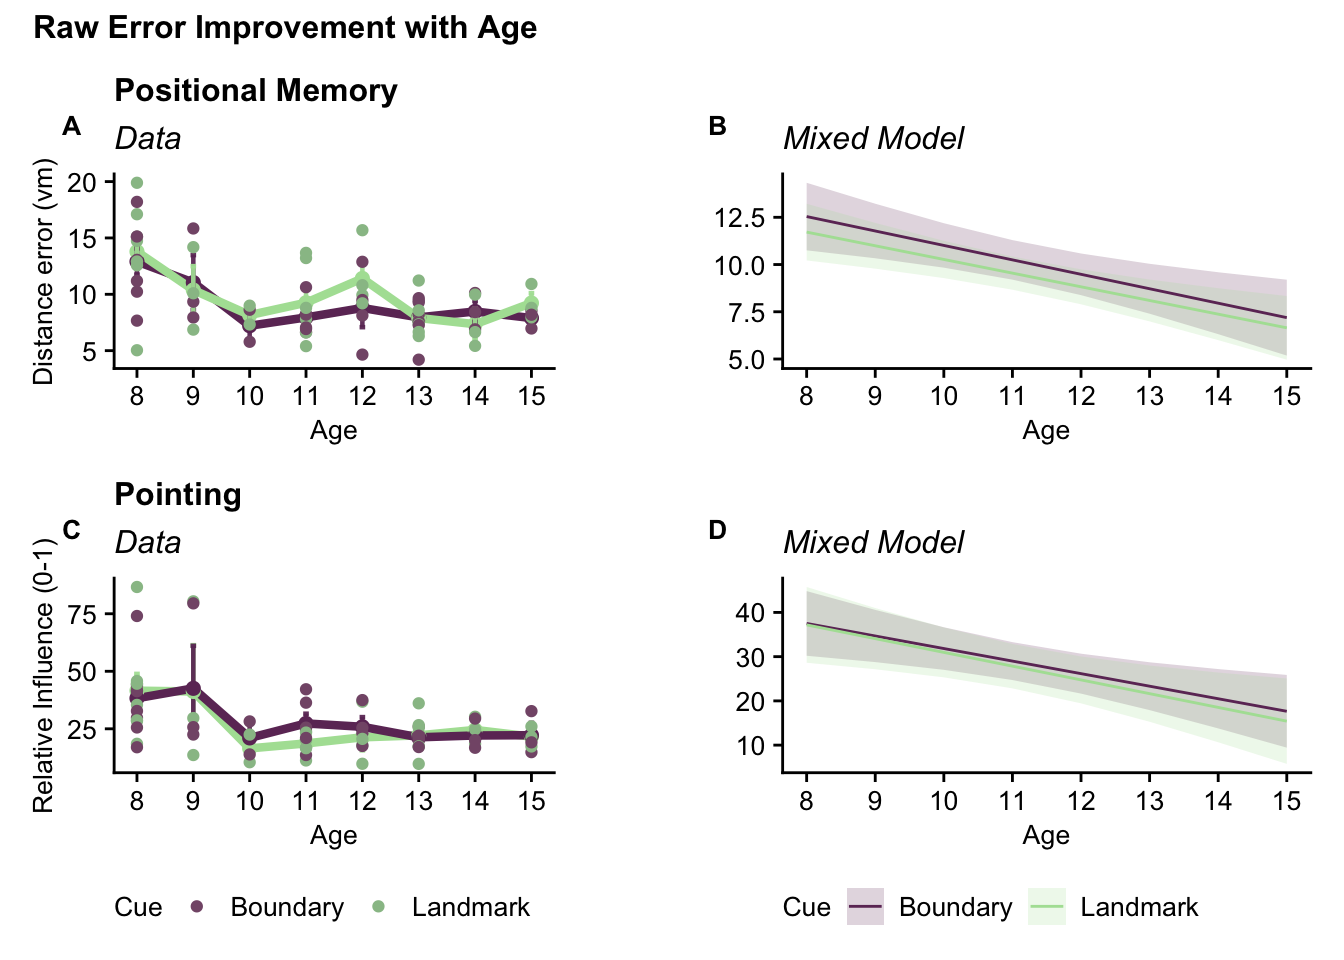 Raw Error Improvement with Age
Positional Memory
A
Data
Distance error (vm)
20
15
10
5
8 9 10 11 12 13 14 15
Age
B
Mixed Model
12.5
10.0
7.5
5.0
8 9 10 11 12 13 14 15
Age
Pointing
C
Data
Relative Influence (0-1)
75
50
25
8 9 10 11 12 13 14 15
Age
D
Mixed Model
40
30
20
10
8 9 10 11 12 13 14 15
Age
Cue Boundary Landmark
Cue Boundary Landmark